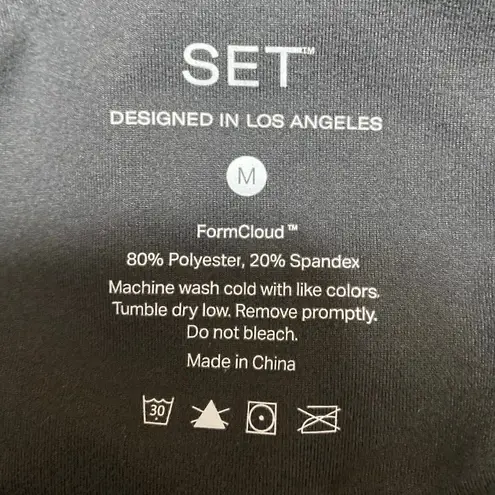 SET™
DESIGNED IN LOS ANGELES
M
FormCloud™
80% Polyester, 20% Spandex
Machine wash cold with like colors.
Tumble dry low. Remove promptly.
Do not bleach.
Made in China
30